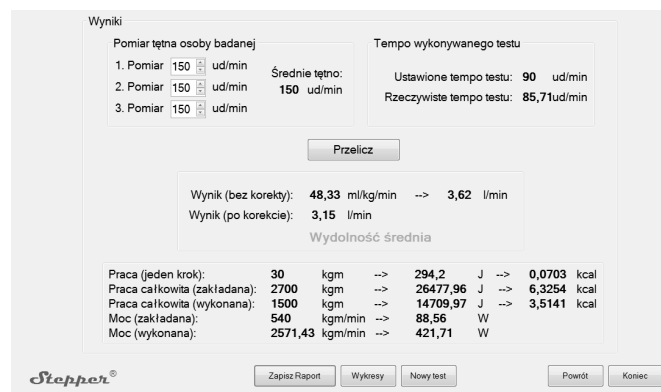 Wyniki
Pomiar tętna osoby badanej
1. Pomiar 150 ud/min
2. Pomiar 150 ud/min
3. Pomiar 150 ud/min
Średnie tętno:
150 ud/min
Tempo wykonywanego testu
Ustawione tempo testu: 90 ud/min
Rzeczywiste tempo testu: 85,71ud/min
Przelicz
Wynik (bez korekty): 48,33 ml/kg/min --> 3,62 l/min
Wynik (po korekcie): 3,15 l/min
Wydolność średnia
Praca (jeden krok): 30 kgm --> 294,2 J --> 0,0703 kcal
Praca całkowita (zakładana): 2700 kgm --> 26477,96 J --> 6,3254 kcal
Praca całkowita (wykonana): 1500 kgm --> 14709,97 J --> 3,5141 kcal
Moc (zakładana): 540 kgm/min --> 88,56 W
Moc (wykonana): 2571,43 kgm/min --> 421,71 W
Stepper®
Zapisz Raport Wykresy Nowy test Powrót Koniec